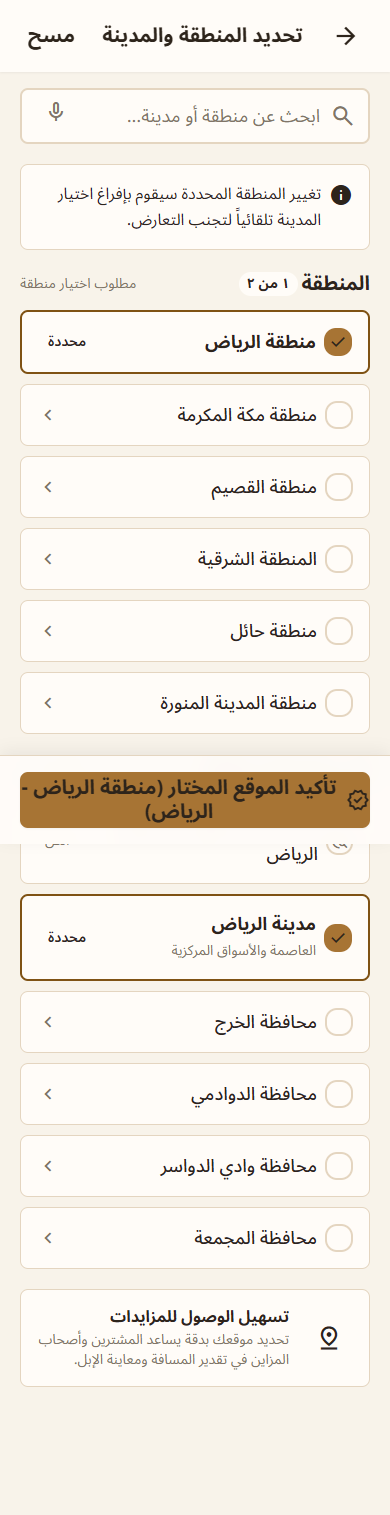 تحديد المنطقة والمدينة
مسح
ابحث عن منطقة أو مدينة...
تغيير المنطقة المحددة سيقوم بإفراغ اختيار
المدينة تلقائياً لتجنب التعارض.
المنطقة
١ من ٢
مطلوب اختيار منطقة
منطقة الرياض
محددة
منطقة مكة المكرمة
منطقة القصيم
المنطقة الشرقية
منطقة حائل
منطقة المدينة المنورة
تأكيد الموقع المختار (منطقة الرياض -
الرياض)
الرياض
مدينة الرياض
العاصمة والأسواق المركزية
محددة
محافظة الخرج
محافظة الدوادمي
محافظة وادي الدواسر
محافظة المجمعة
تسهيل الوصول للمزايدات
تحديد موقعك بدقة يساعد المشترين وأصحاب
المزاين في تقدير المسافة ومعاينة الإبل.